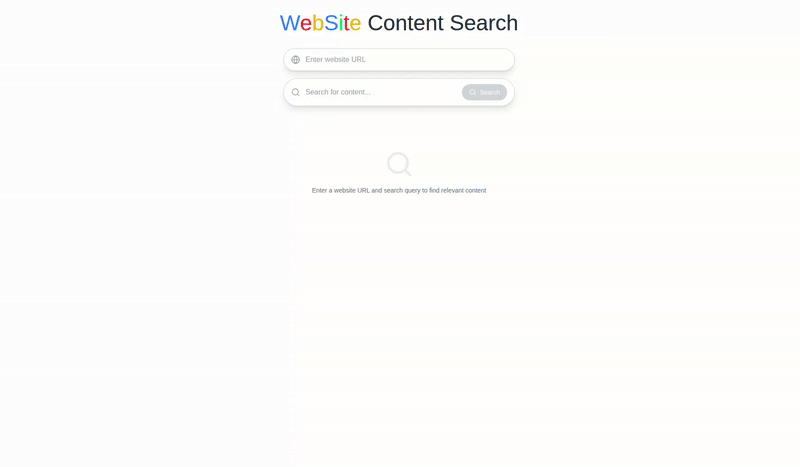 WebSite Content Search
Enter website URL
Search for content...
Search
Enter a website URL and search query to find relevant content